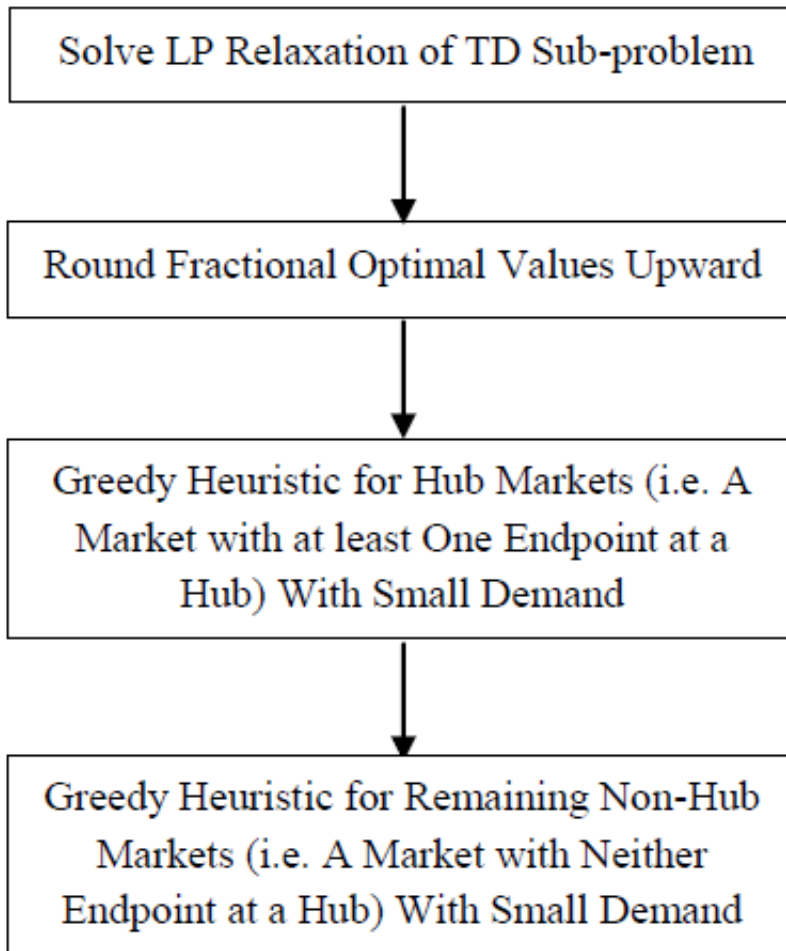 Solve LP Relaxation of TD Sub-problem
Round Fractional Optimal Values Upward
Greedy Heuristic for Hub Markets (i.e. A
Market with at least One Endpoint at a
Hub) With Small Demand
Greedy Heuristic for Remaining Non-Hub
Markets (i.e. A Market with Neither
Endpoint at a Hub) With Small Demand